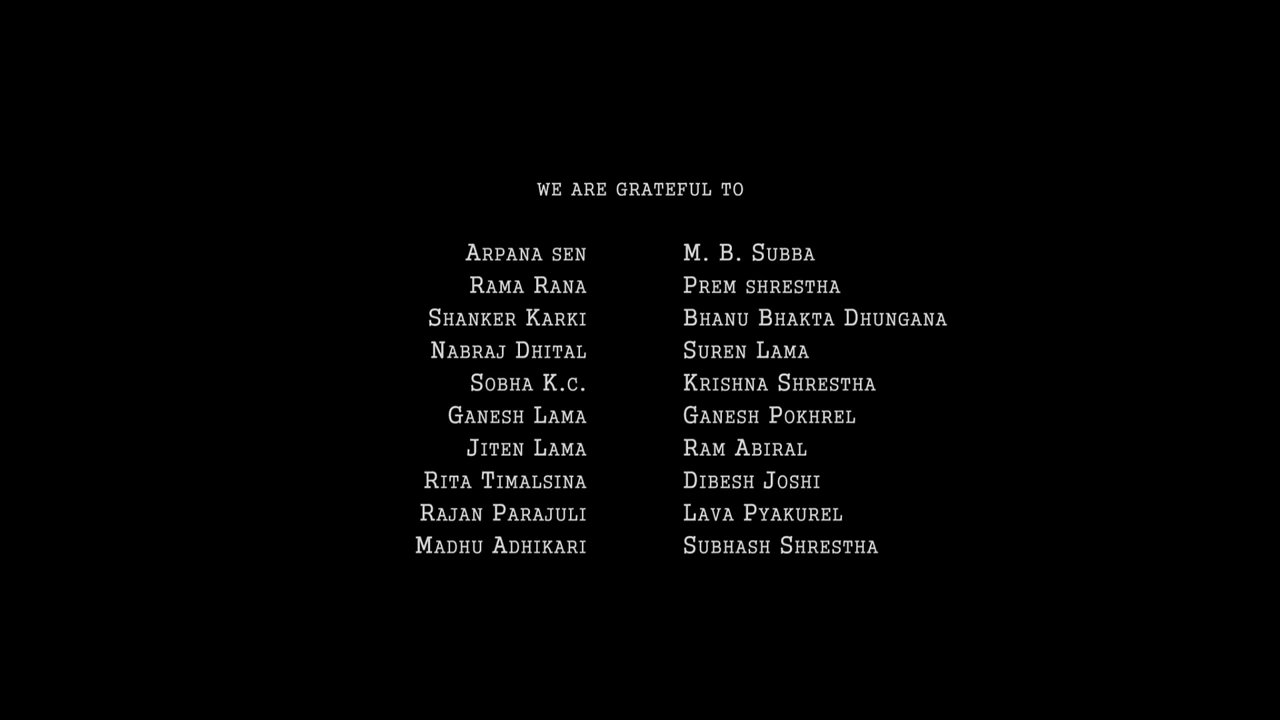 WE ARE GRATEFUL TO
ARPANA SEN M. B. SUBBA
RAMA RANA PREM SHRESTHA
SHANKER KARKI BHANU BHAKTA DHUNGANA
NABRAJ DHITAL SUREN LAMA
SOBHA K.C. KRISHNA SHRESTHA
GANESH LAMA GANESH POKHREL
JITEN LAMA RAM ABIRAL
RITA TIMALSINA DIBESH JOSHI
RAJAN PARAJULI LAVA PYAKUREL
MADHU ADHIKARI SUBHASH SHRESTHA